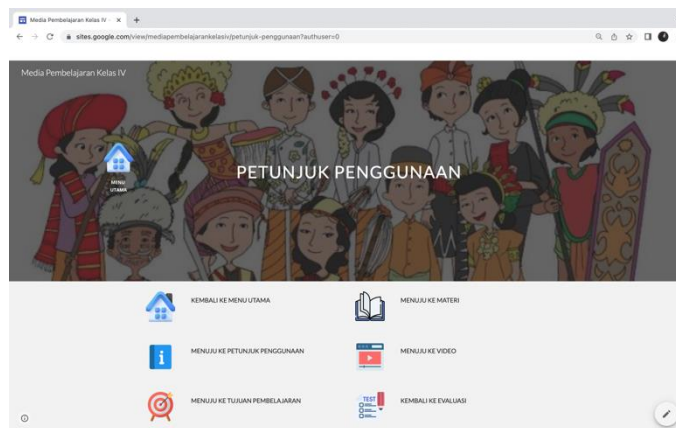 Media Pembelajaran Kelas IV
sites.google.com/view/mediapembelajarankelasiv/petunjuk-penggunaan?authuser=0
Media Pembelajaran Kelas IV
MENU
UTAMA
PETUNJUK PENGGUNAAN
KEMBALI KE MENU UTAMA
MENUJU KE MATERI
MENUJU KE PETUNJUK PENGGUNAAN
MENUJU KE VIDEO
MENUJU KE TUJUAN PEMBELAJARAN
TEST
KEMBALI KE EVALUASI